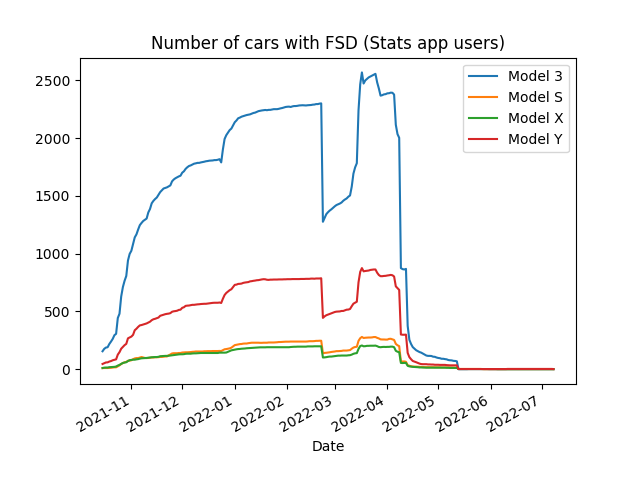 Number of cars with FSD (Stats app users)
Model 3
Model S
Model X
Model Y
2500
2000
1500
1000
500
0
2021-11
2021-12
2022-01
2022-02
2022-03
2022-04
2022-05
2022-06
2022-07
Date